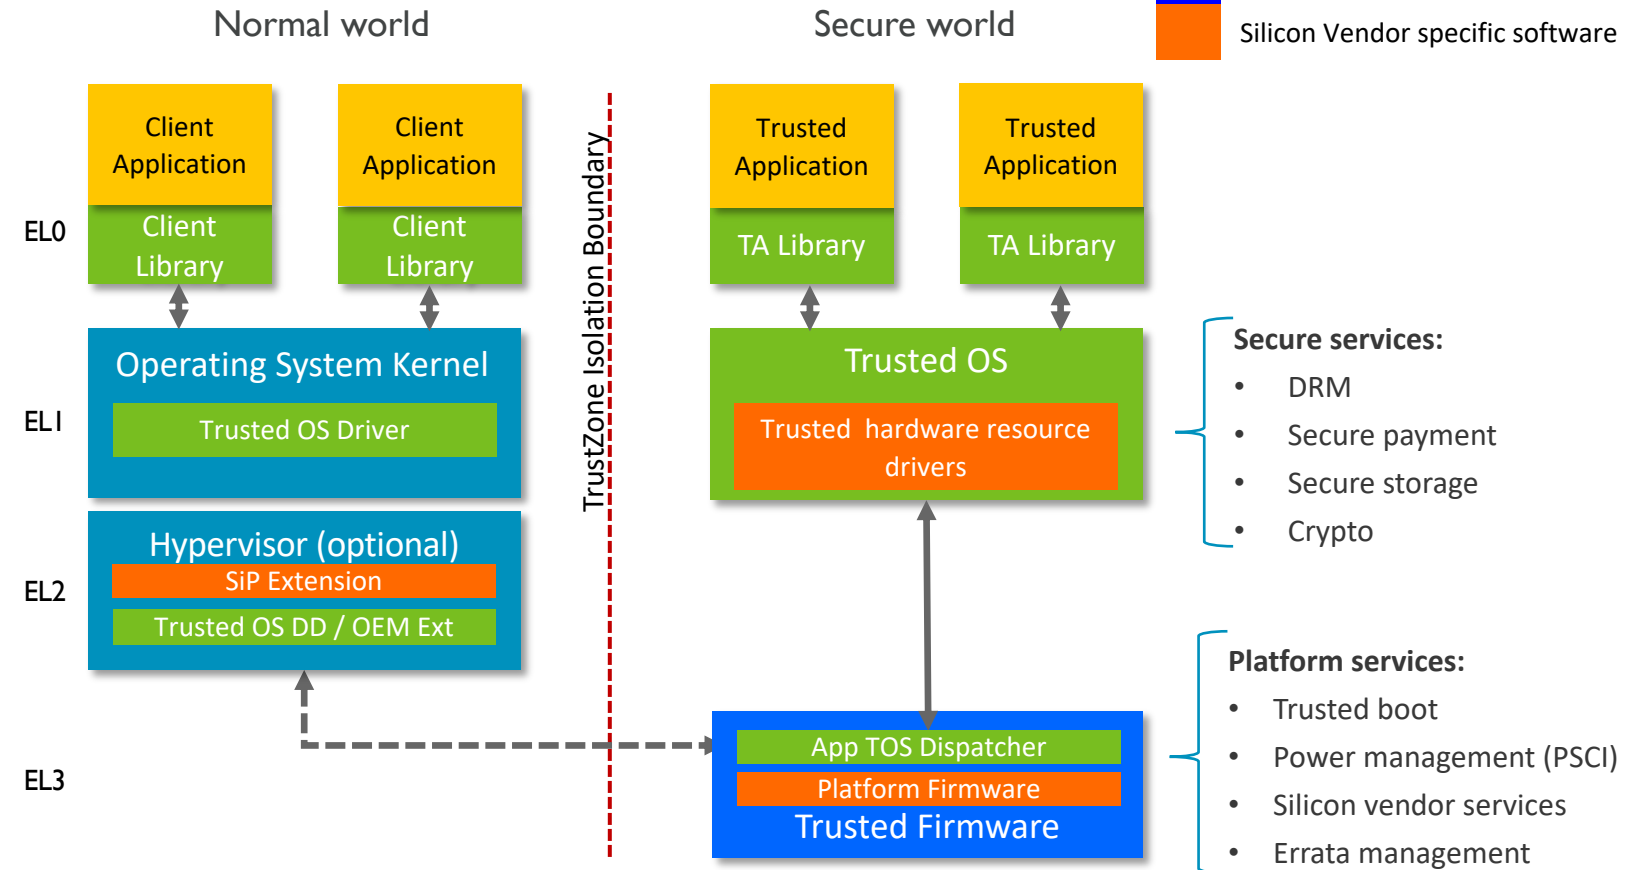 Normal world
Secure world
Silicon Vendor specific software
Client
Application
Client
Application
Trusted
Application
Trusted
Application
EL0
Client
Library
Client
Library
TA Library
TA Library
TrustZone Isolation Boundary
EL1
Operating System Kernel
Trusted OS Driver
Trusted OS
Trusted hardware resource
drivers
Secure services:
• DRM
• Secure payment
• Secure storage
• Crypto
EL2
Hypervisor (optional)
SiP Extension
Trusted OS DD / OEM Ext
EL3
App TOS Dispatcher
Platform Firmware
Trusted Firmware
Platform services:
• Trusted boot
• Power management (PSCI)
• Silicon vendor services
• Errata management